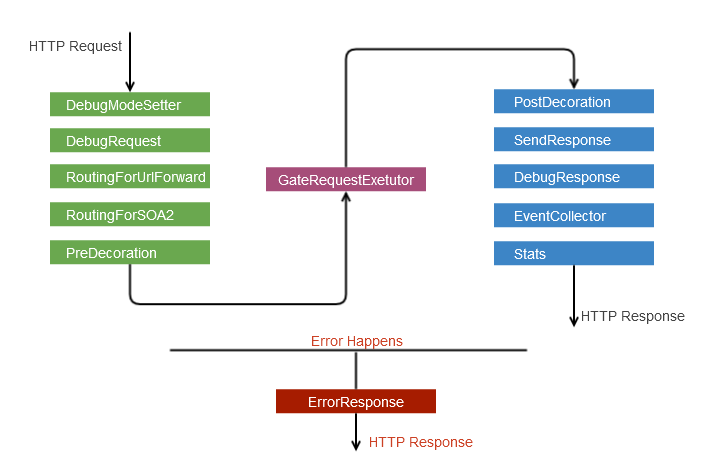 HTTP Request
DebugModeSetter
DebugRequest
RoutingForUrlForward
RoutingForSOA2
PreDecoration
GateRequestExetutor
PostDecoration
SendResponse
DebugResponse
EventCollector
Stats
HTTP Response
Error Happens
ErrorResponse
HTTP Response